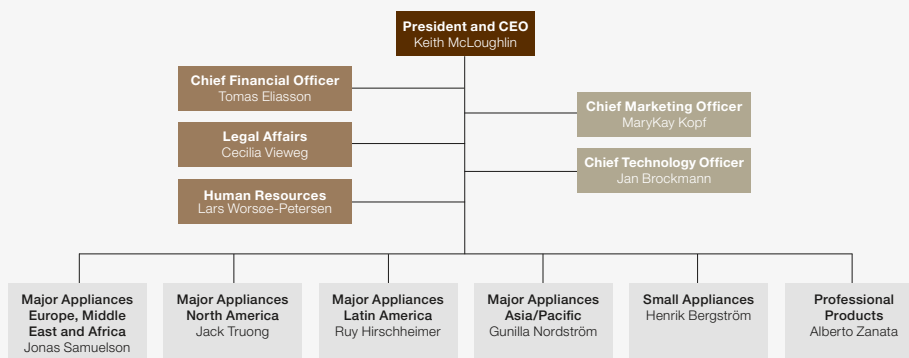 President and CEO
Keith McLoughlin
Chief Financial Officer
Tomas Eliasson
Chief Marketing Officer
MaryKay Kopf
Legal Affairs
Cecilia Vieweg
Chief Technology Officer
Jan Brockmann
Human Resources
Lars Worsøe-Petersen
Major Appliances
Europe, Middle
East and Africa
Jonas Samuelson
Major Appliances
North America
Jack Truong
Major Appliances
Latin America
Ruy Hirschheimer
Major Appliances
Asia/Pacific
Gunilla Nordström
Small Appliances
Henrik Bergström
Professional
Products
Alberto Zanata